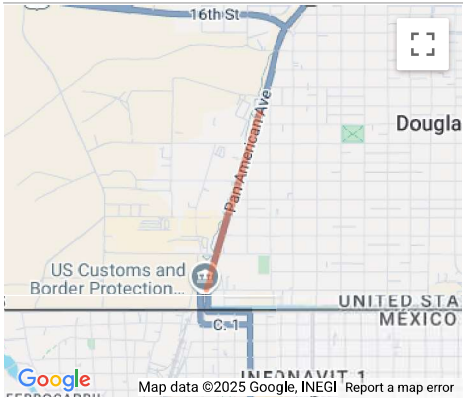 16th St
Pan American Ave
Dougla
US Customs and
Border Protection...
UNITED STA
MÉXICO
C. 1
INFONAVIT 1
Google
Map data ©2025 Google, INEGI
Report a map error